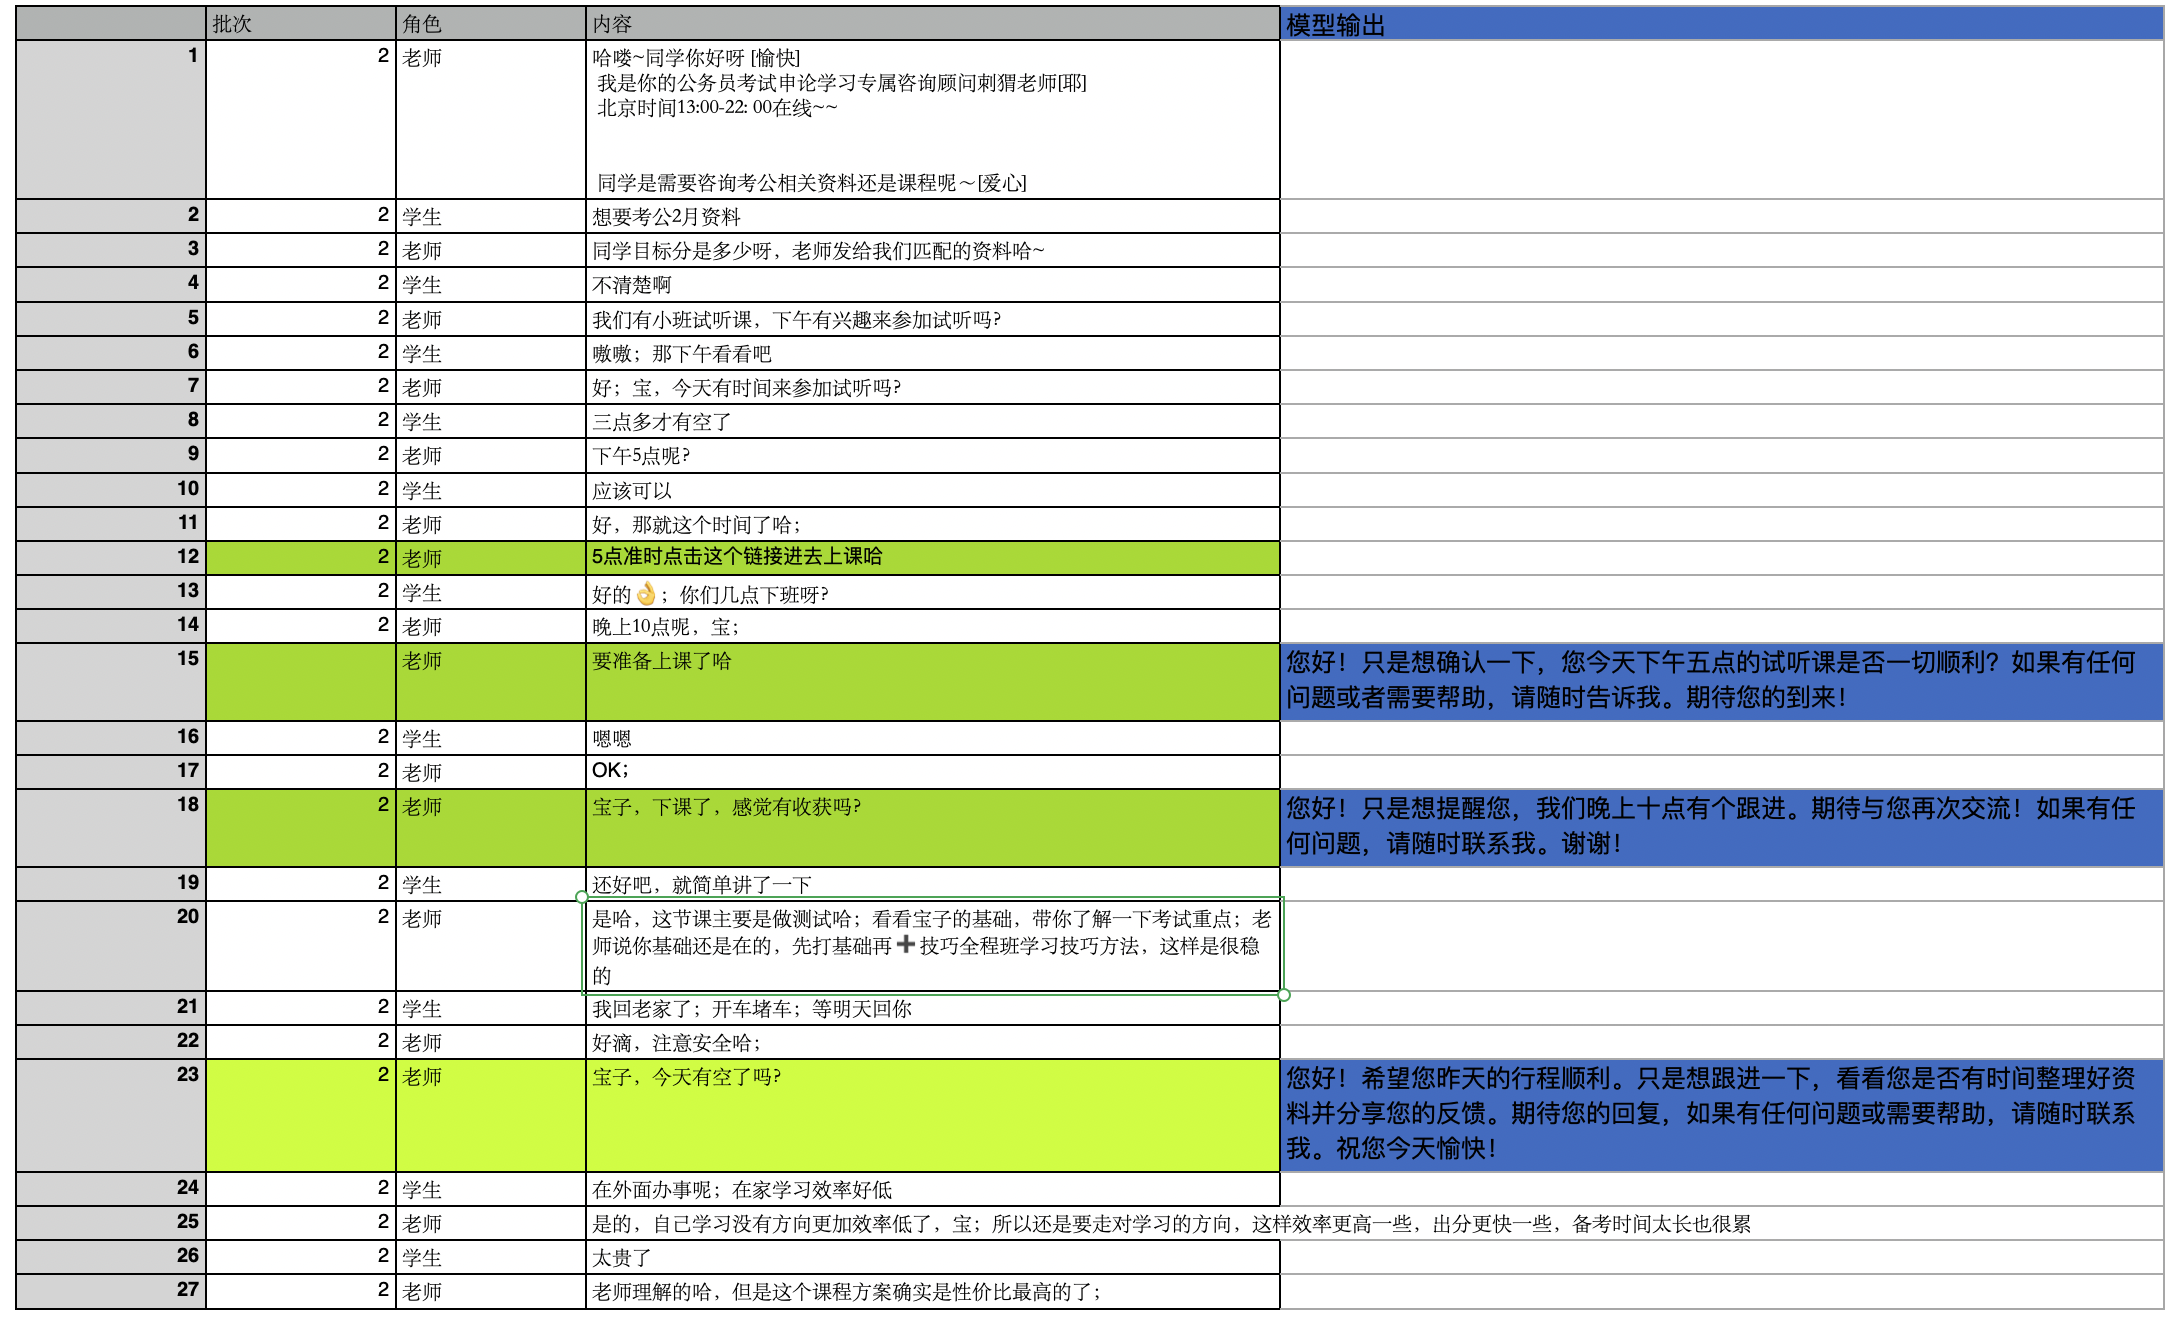 批次 角色 内容 模型输出
1 2 老师 哈喽~同学你好呀 [愉快]
我是你的公务员考试申论学习专属咨询顾问刺猬老师[耶]
北京时间13:00-22: 00在线~~
同学是需要咨询考公相关资料还是课程呢～[爱心]
2 2 学生 想要考公2月资料
3 2 老师 同学目标分是多少呀，老师发给我们匹配的资料哈~
4 2 学生 不清楚啊
5 2 老师 我们有小班试听课，下午有兴趣来参加试听吗？
6 2 学生 嗷嗷；那下午看看吧
7 2 老师 好；宝，今天有时间来参加试听吗？
8 2 学生 三点多才有空了
9 2 老师 下午5点呢？
10 2 学生 应该可以
11 2 老师 好，那就这个时间了哈；
12 2 老师 5点准时点击这个链接进去上课哈
13 2 学生 好的👌；你们几点下班呀？
14 2 老师 晚上10点呢，宝；
15 老师 要准备上课了哈 您好！只是想确认一下，您今天下午五点的试听课是否一切顺利？如果有任何
问题或者需要帮助，请随时告诉我。期待您的到来！
16 2 学生 嗯嗯
17 2 老师 OK；
18 2 老师 宝子，下课了，感觉有收获吗？ 您好！只是想提醒您，我们晚上十点有个跟进。期待与您再次交流！如果有任
何问题，请随时联系我。谢谢！
19 2 学生 还好吧，就简单讲了一下
20 2 老师 是哈，这节课主要是做测试哈；看看宝子的基础，带你了解一下考试重点；老
师说你基础还是在的，先打基础再➕技巧全程班学习技巧方法，这样是很稳
的
21 2 学生 我回老家了；开车堵车；等明天回你
22 2 老师 好滴，注意安全哈；
23 2 老师 宝子，今天有空了吗？ 您好！希望您昨天的行程顺利。只是想跟进一下，看看您是否有时间整理好资
料并分享您的反馈。期待您的回复，如果有任何问题或需要帮助，请随时联系
我。祝您今天愉快！
24 2 学生 在外面办事呢；在家学习效率好低
25 2 老师 是的，自己学习没有方向更加效率低了，宝；所以还是要走对学习的方向，这样效率更高一些，出分更快一些，备考时间太长也很累
26 2 学生 太贵了
27 2 老师 老师理解的哈，但是这个课程方案确实是性价比最高的了；